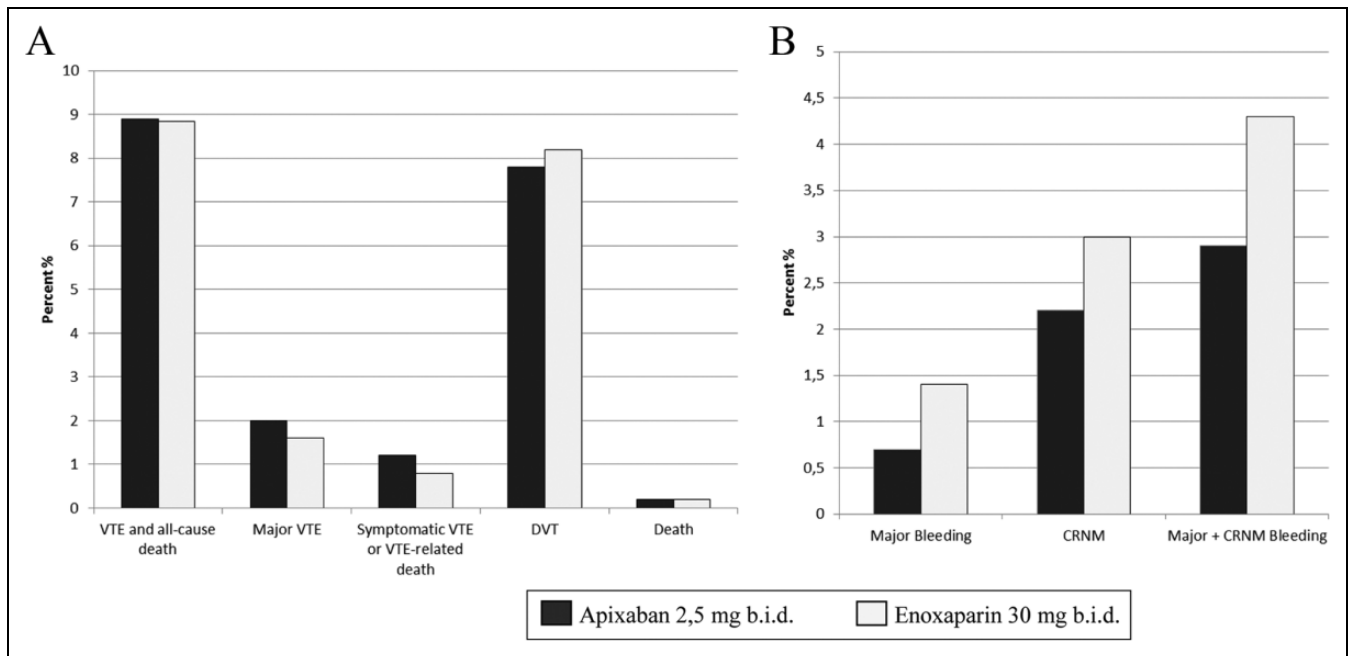 A
10
9
8
7
6
5
4
3
2
1
0
Percent %
VTE and all-cause
death
Major VTE
Symptomatic VTE
or VTE-related
death
DVT
Death
B
5
4,5
4
3,5
3
2,5
2
1,5
1
0,5
0
Percent %
Major Bleeding
CRNM
Major + CRNM Bleeding
Apixaban 2,5 mg b.i.d.
Enoxaparin 30 mg b.i.d.